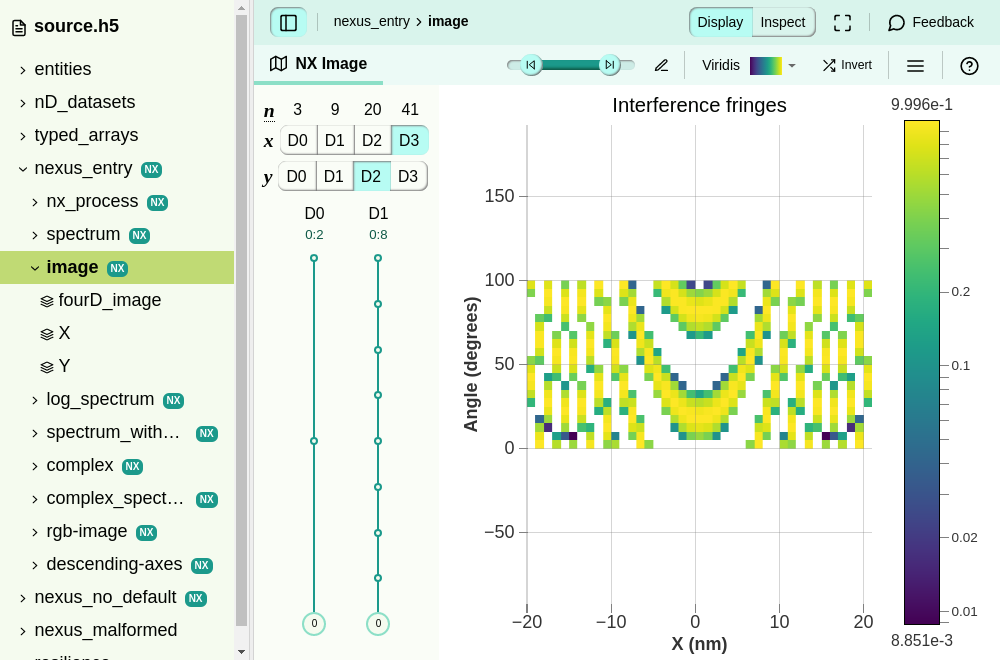 source.h5
entities
nD_datasets
typed_arrays
nexus_entry NX
nx_process NX
spectrum NX
image NX
fourD_image
X
Y
log_spectrum NX
spectrum_with… NX
complex NX
complex_spect… NX
rgb-image NX
descending-axes NX
nexus_no_default NX
nexus_malformed
nexus_entry › image
Display Inspect
Feedback
NX Image
Viridis
Invert
n 3 9 20 41
x D0 D1 D2 D3
y D0 D1 D2 D3
D0 D1
0:2 0:8
0 0
Interference fringes
Angle (degrees)
150
100
50
0
−50
−20 −10 0 10 20
X (nm)
9.996e-1
0.2
0.1
0.02
0.01
8.851e-3